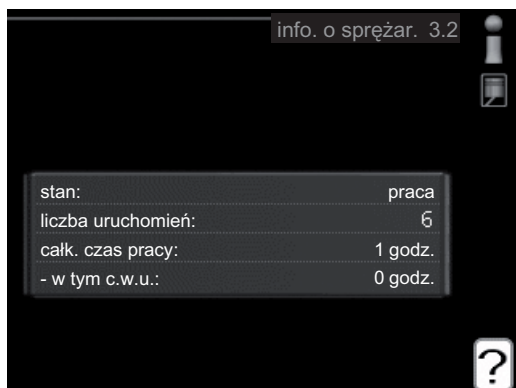 info. o sprężar. 3.2
stan: praca
liczba uruchomień: 6
całk. czas pracy: 1 godz.
- w tym c.w.u.: 0 godz.
?